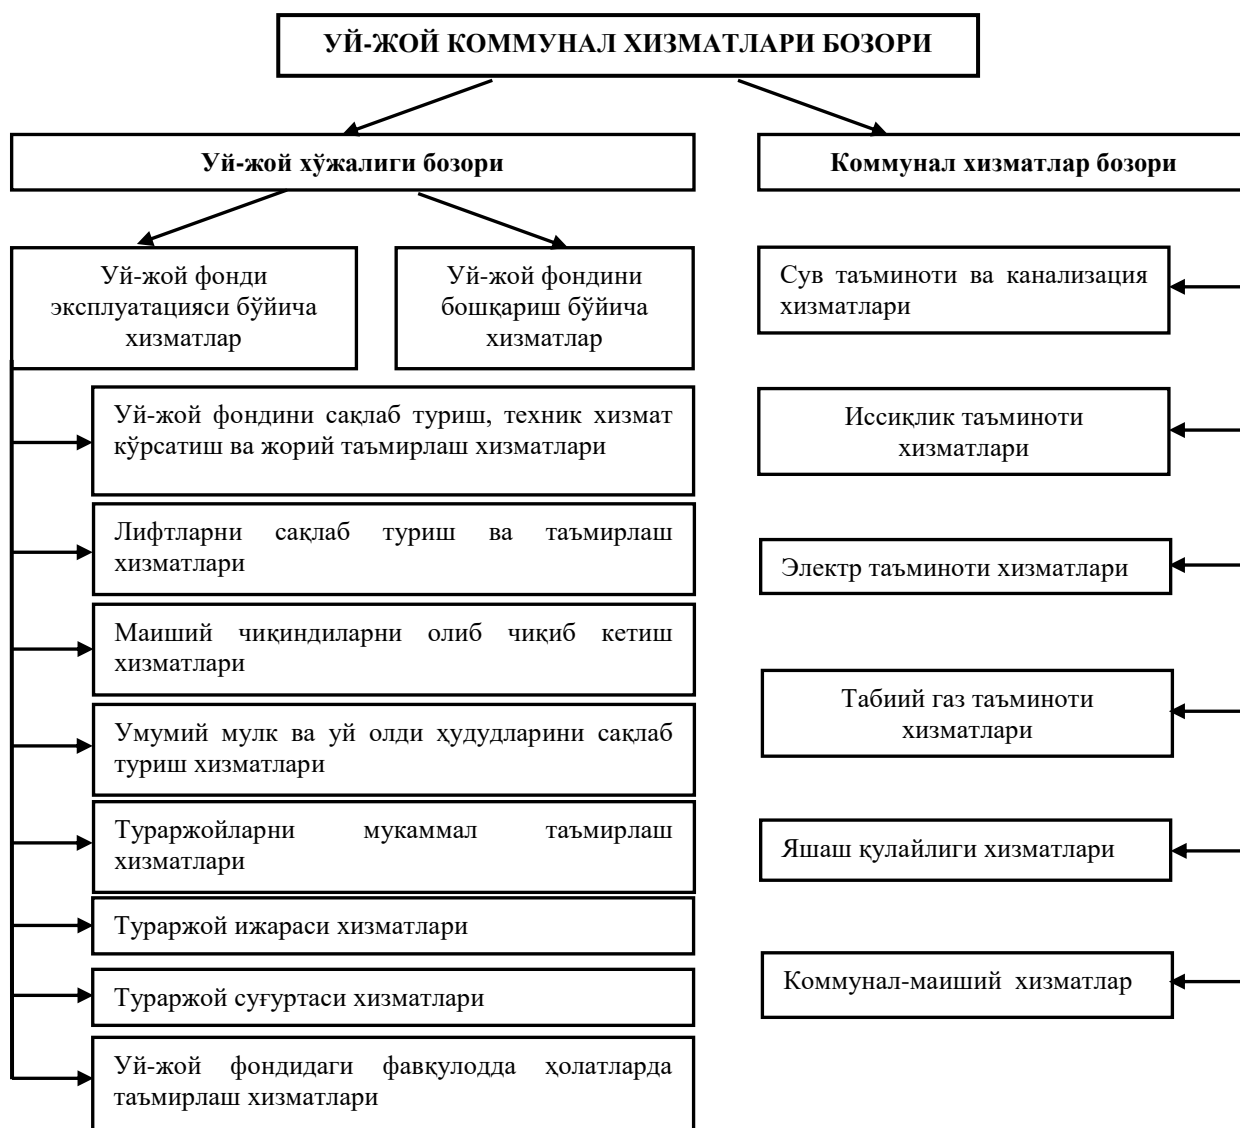 УЙ-ЖОЙ КОММУНАЛ ХИЗМАТЛАРИ БОЗОРИ
Уй-жой хўжалиги бозори
Коммунал хизматлар бозори
Уй-жой фонди
эксплуатацияси бўйича
хизматлар
Уй-жой фондини
бошқариш бўйича
хизматлар
Уй-жой фондини сақлаб туриш, техник хизмат
кўрсатиш ва жорий таъмирлаш хизматлари
Лифтларни сақлаб туриш ва таъмирлаш
хизматлари
Маиший чиқиндиларни олиб чиқиб кетиш
хизматлари
Умумий мулк ва уй олди ҳудудларини сақлаб
туриш хизматлари
Тураржойларни мукаммал таъмирлаш
хизматлари
Тураржой ижараси хизматлари
Тураржой суғуртаси хизматлари
Уй-жой фондидаги фавқулодда ҳолатларда
таъмирлаш хизматлари
Сув таъминоти ва канализация
хизматлари
Иссиқлик таъминоти
хизматлари
Электр таъминоти хизматлари
Табиий газ таъминоти
хизматлари
Яшаш қулайлиги хизматлари
Коммунал-маиший хизматлар